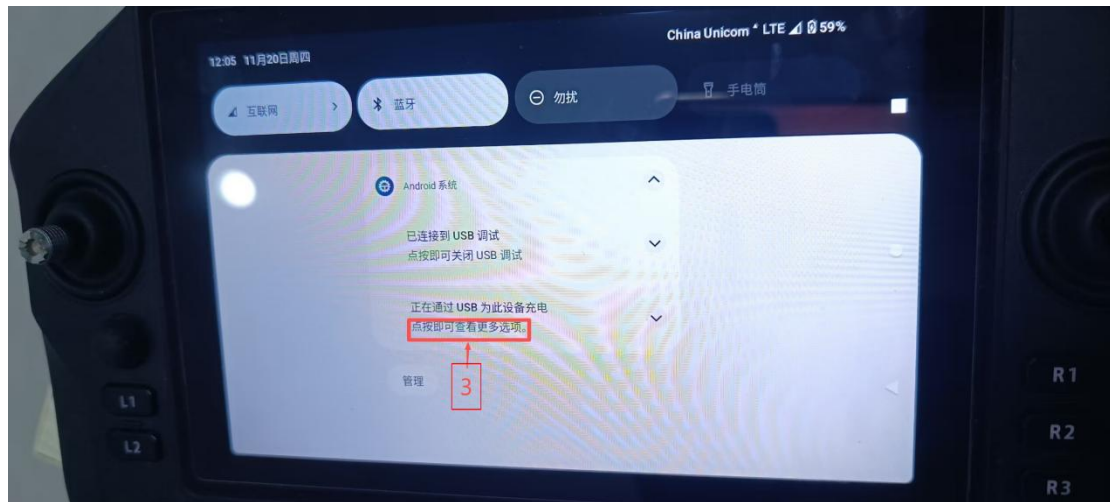 China Unicom LTE 59%
12:05 11月20日周四
互联网
蓝牙
勿扰
手电筒
Android 系统
已连接到 USB 调试
点按即可关闭 USB 调试
正在通过 USB 为此设备充电
点按即可查看更多选项。
管理
3
L1
L2
R1
R2
R3